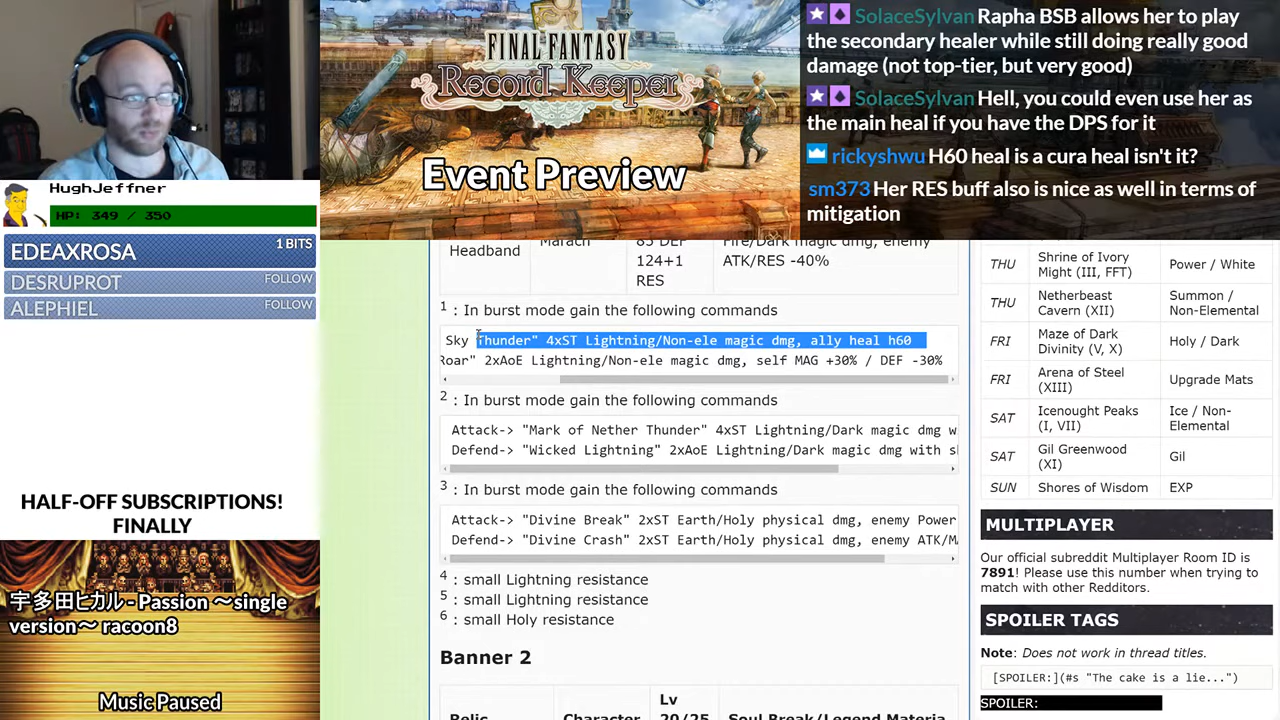 FINAL FANTASY
Record Keeper
Event Preview
SolaceSylvan Rapha BSB allows her to play
the secondary healer while still doing really good
damage (not top-tier, but very good)
SolaceSylvan Hell, you could even use her as
the main heal if you have the DPS for it
rickyshwu H60 heal is a cura heal isn't it?
sm373 Her RES buff also is nice as well in terms of
mitigation
HughJeffner
HP: 349 / 350
EDEAXROSA 1 BITS
DESRUPROT FOLLOW
ALEPHIEL FOLLOW
HALF-OFF SUBSCRIPTIONS!
FINALLY
宇多田ヒカル - Passion ～single
version～ racoon8
Music Paused
Headband
124+1
RES
ATK/RES -40%
1 : In burst mode gain the following commands
Sky Thunder" 4xST Lightning/Non-ele magic dmg, ally heal h60
Roar" 2xAoE Lightning/Non-ele magic dmg, self MAG +30% / DEF -30%
2 : In burst mode gain the following commands
Attack-> "Mark of Nether Thunder" 4xST Lightning/Dark magic dmg w
Defend-> "Wicked Lightning" 2xAoE Lightning/Dark magic dmg with s
3 : In burst mode gain the following commands
Attack-> "Divine Break" 2xST Earth/Holy physical dmg, enemy Power
Defend-> "Divine Crash" 2xST Earth/Holy physical dmg, enemy ATK/M
4 : small Lightning resistance
5 : small Lightning resistance
6 : small Holy resistance
Banner 2
Relic Character Lv
20/25 Soul Break/Legend Materia
THU Shrine of Ivory
Might (III, FFT) Power / White
THU Netherbeast
Cavern (XII) Summon /
Non-Elemental
FRI Maze of Dark
Divinity (V, X) Holy / Dark
FRI Arena of Steel
(XIII) Upgrade Mats
SAT Icenought Peaks
(I, VII) Ice / Non-
Elemental
SAT Gil Greenwood
(XI) Gil
SUN Shores of Wisdom EXP
MULTIPLAYER
Our official subreddit Multiplayer Room ID is
7891! Please use this number when trying to
match with other Redditors.
SPOILER TAGS
Note: Does not work in thread titles.
[SPOILER:](#s "The cake is a lie...")
SPOILER: